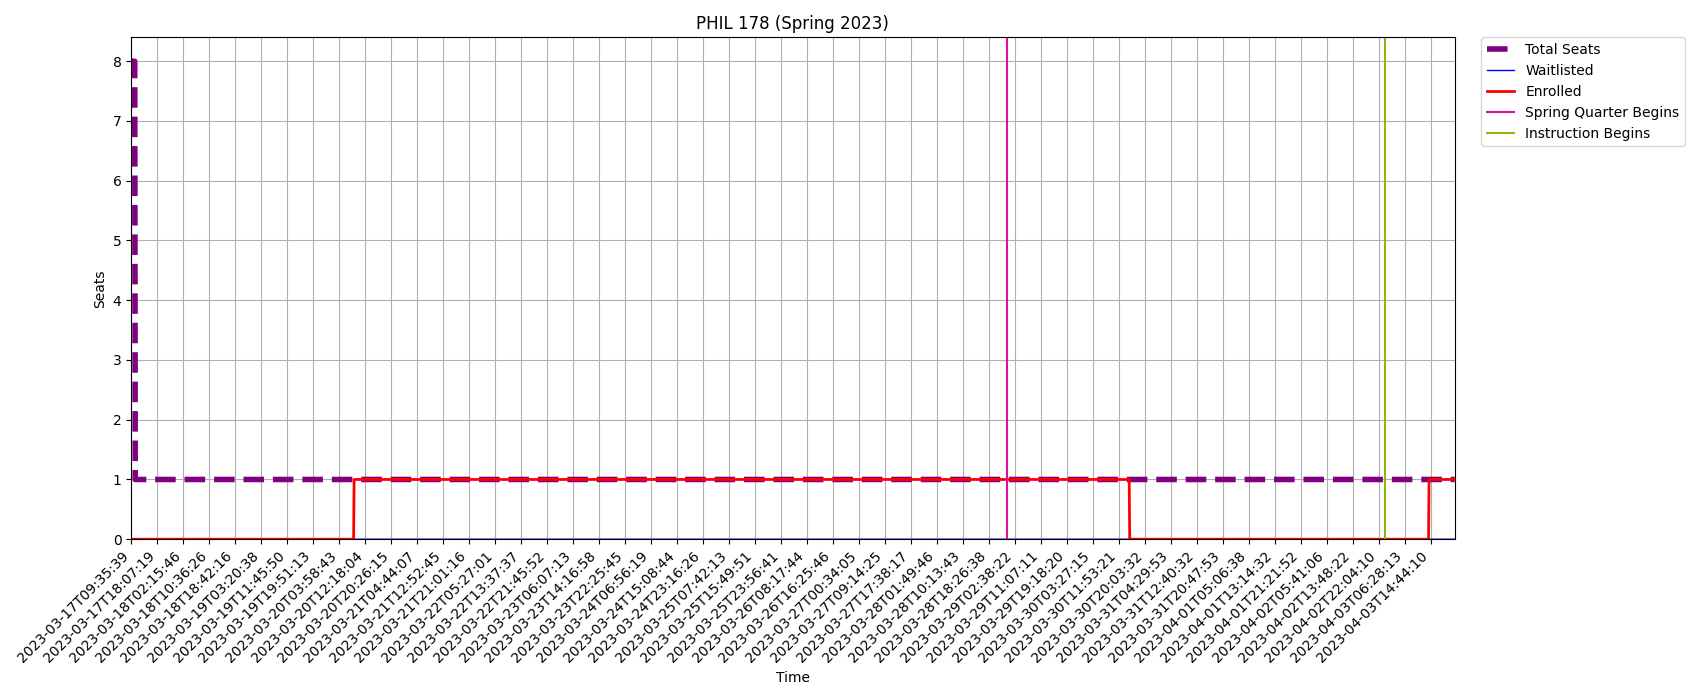 PHIL 178 (Spring 2023)
Total Seats
Waitlisted
Enrolled
Spring Quarter Begins
Instruction Begins
Seats
8
7
6
5
4
3
2
1
0
2023-03-17T09:35:39
2023-03-17T18:07:19
2023-03-18T02:15:46
2023-03-18T10:36:26
2023-03-18T18:42:16
2023-03-19T03:20:38
2023-03-19T11:45:50
2023-03-19T19:51:13
2023-03-20T03:58:43
2023-03-20T12:18:04
2023-03-20T20:26:15
2023-03-21T04:44:07
2023-03-21T12:52:45
2023-03-21T21:01:16
2023-03-22T05:27:01
2023-03-22T13:37:37
2023-03-22T21:45:52
2023-03-23T06:07:13
2023-03-23T14:16:58
2023-03-23T22:25:45
2023-03-24T06:56:19
2023-03-24T15:08:44
2023-03-24T23:16:26
2023-03-25T07:42:13
2023-03-25T15:49:51
2023-03-25T23:56:41
2023-03-26T08:17:44
2023-03-26T16:25:46
2023-03-27T00:34:05
2023-03-27T09:14:25
2023-03-27T17:38:17
2023-03-28T01:49:46
2023-03-28T10:13:43
2023-03-28T18:26:38
2023-03-29T02:38:22
2023-03-29T11:07:11
2023-03-29T19:18:20
2023-03-30T03:27:15
2023-03-30T11:53:21
2023-03-30T20:03:32
2023-03-31T04:29:53
2023-03-31T12:40:32
2023-03-31T20:47:53
2023-04-01T05:06:38
2023-04-01T13:14:32
2023-04-01T21:21:52
2023-04-02T05:41:06
2023-04-02T13:48:22
2023-04-02T22:04:10
2023-04-03T06:28:13
2023-04-03T14:44:10
Time